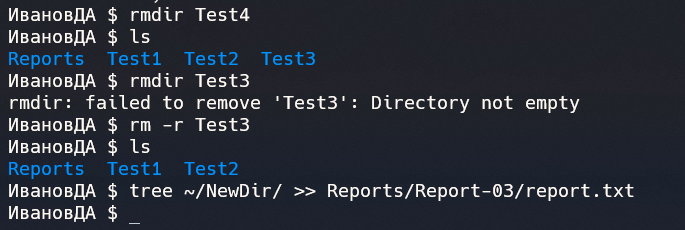 ИвановДА $ rmdir Test4
ИвановДА $ ls
Reports  Test1  Test2  Test3
ИвановДА $ rmdir Test3
rmdir: failed to remove 'Test3': Directory not empty
ИвановДА $ rm -r Test3
ИвановДА $ ls
Reports  Test1  Test2
ИвановДА $ tree ~/NewDir/ >> Reports/Report-03/report.txt
ИвановДА $ _